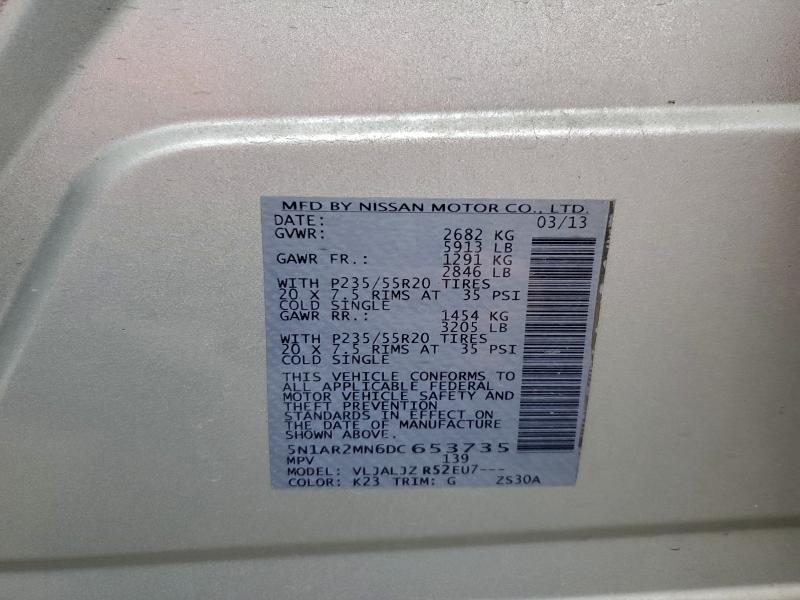 MFD BY NISSAN MOTOR CO., LTD.
DATE: 03/13
GVWR: 2682 KG
5913 LB
GAWR FR.: 1291 KG
2846 LB
WITH P235/55R20 TIRES
20 X 7.5 RIMS AT 35 PSI
COLD SINGLE
GAWR RR.: 1454 KG
3205 LB
WITH P235/55R20 TIRES
20 X 7.5 RIMS AT 35 PSI
COLD SINGLE
THIS VEHICLE CONFORMS TO
ALL APPLICABLE FEDERAL
MOTOR VEHICLE SAFETY AND
THEFT PREVENTION
STANDARDS IN EFFECT ON
THE DATE OF MANUFACTURE
SHOWN ABOVE.
5N1AR2MN6DC653735
MPV 139
MODEL: VLJALJZ R52EU7---
COLOR: K23 TRIM: G ZS30A